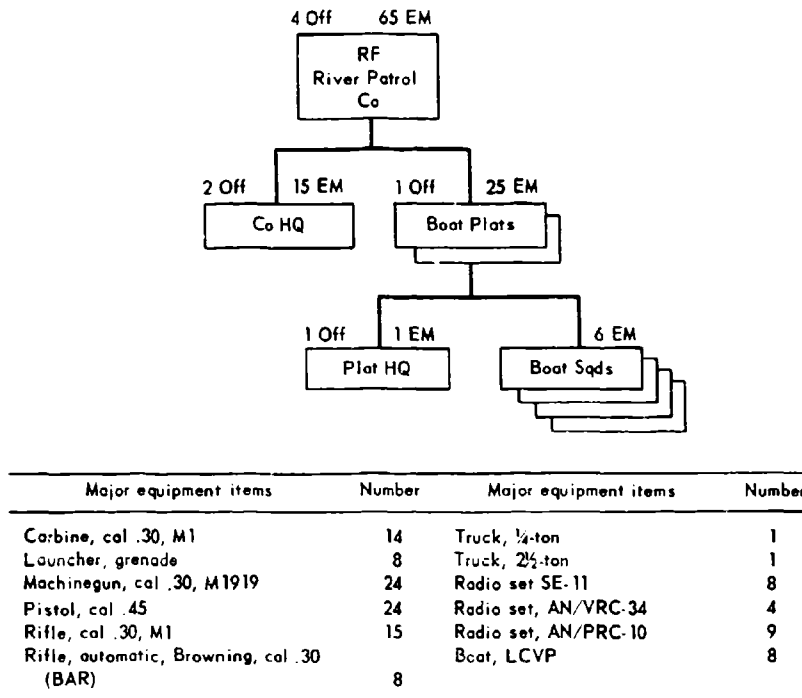 4 Off 65 EM
RF
River Patrol
Co
2 Off 15 EM 1 Off 25 EM
Co HQ Boat Plats
1 Off 1 EM 6 EM
Plat HQ Boat Sqds
Major equipment items Number Major equipment items Number
Carbine, cal .30, M1 14 Truck, ¼-ton 1
Launcher, grenade 8 Truck, 2½-ton 1
Machinegun, cal .30, M1919 24 Radio set SE-11 8
Pistol, cal .45 24 Radio set, AN/VRC-34 4
Rifle, cal .30, M1 15 Radio set, AN/PRC-10 9
Rifle, automatic, Browning, cal .30 Boat, LCVP 8
(BAR) 8